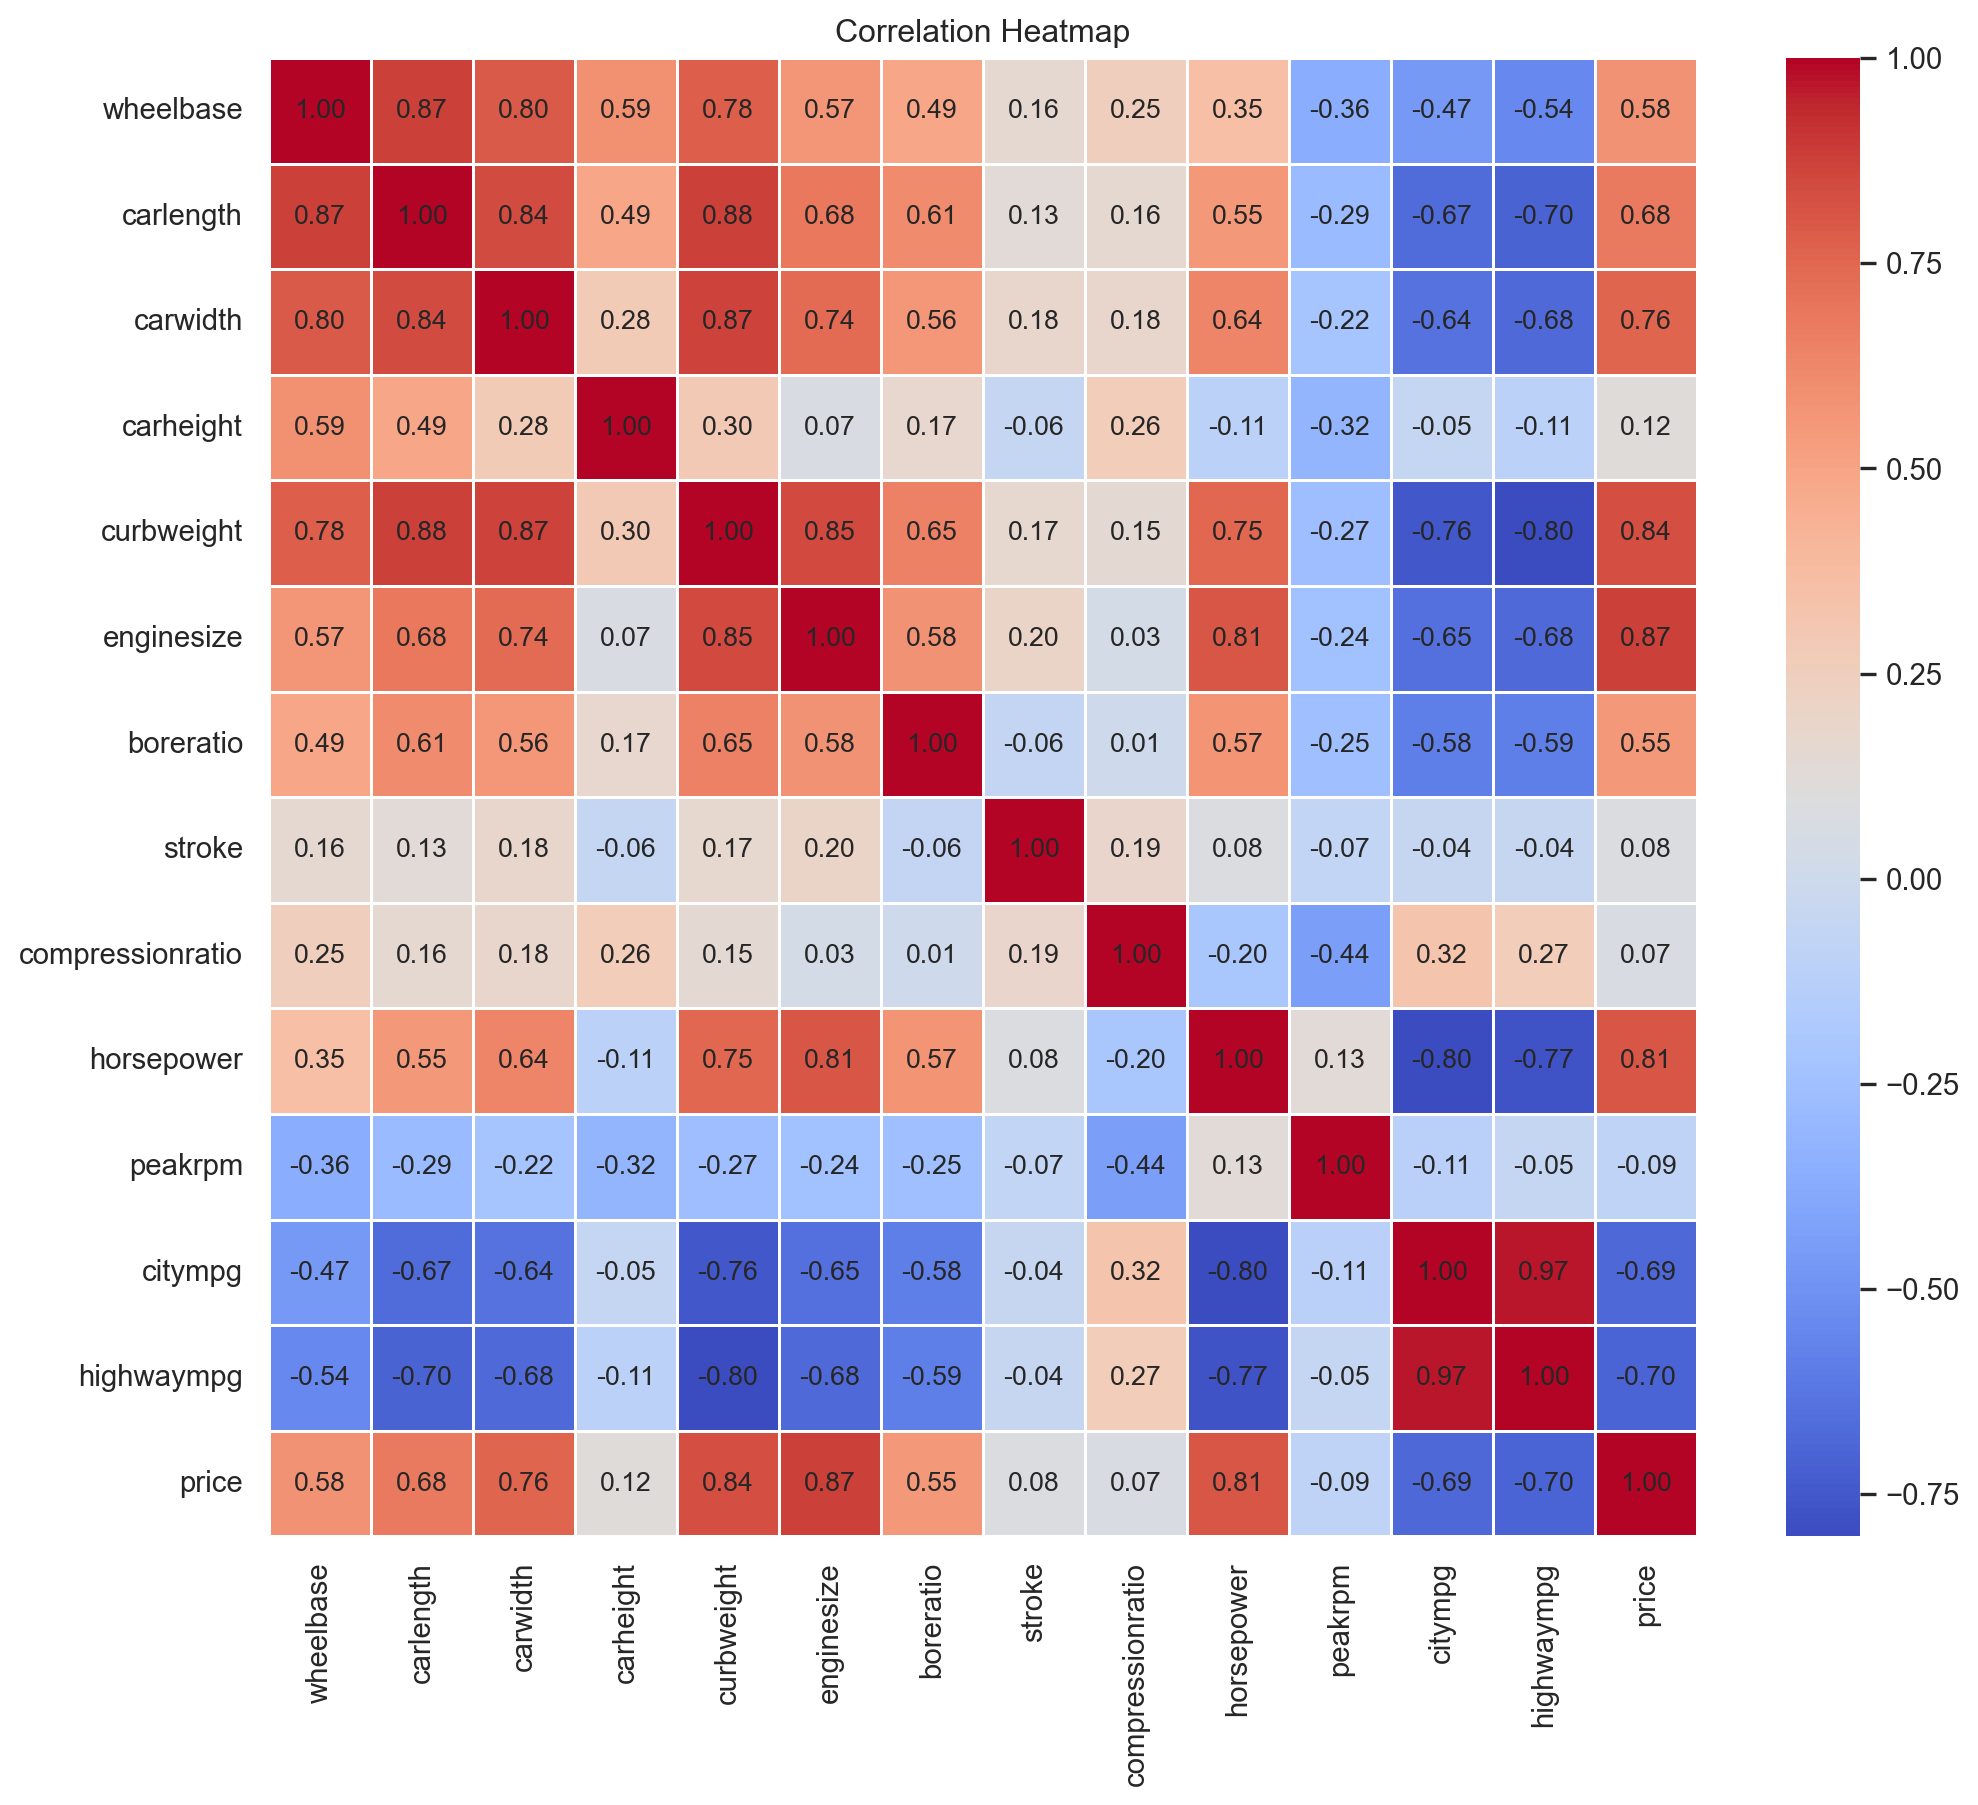 Correlation Heatmap
wheelbase 1.00 0.87 0.80 0.59 0.78 0.57 0.49 0.16 0.25 0.35 -0.36 -0.47 -0.54 0.58
carlength 0.87 1.00 0.84 0.49 0.88 0.68 0.61 0.13 0.16 0.55 -0.29 -0.67 -0.70 0.68
carwidth 0.80 0.84 1.00 0.28 0.87 0.74 0.56 0.18 0.18 0.64 -0.22 -0.64 -0.68 0.76
carheight 0.59 0.49 0.28 1.00 0.30 0.07 0.17 -0.06 0.26 -0.11 -0.32 -0.05 -0.11 0.12
curbweight 0.78 0.88 0.87 0.30 1.00 0.85 0.65 0.17 0.15 0.75 -0.27 -0.76 -0.80 0.84
enginesize 0.57 0.68 0.74 0.07 0.85 1.00 0.58 0.20 0.03 0.81 -0.24 -0.65 -0.68 0.87
boreratio 0.49 0.61 0.56 0.17 0.65 0.58 1.00 -0.06 0.01 0.57 -0.25 -0.58 -0.59 0.55
stroke 0.16 0.13 0.18 -0.06 0.17 0.20 -0.06 1.00 0.19 0.08 -0.07 -0.04 -0.04 0.08
compressionratio 0.25 0.16 0.18 0.26 0.15 0.03 0.01 0.19 1.00 -0.20 -0.44 0.32 0.27 0.07
horsepower 0.35 0.55 0.64 -0.11 0.75 0.81 0.57 0.08 -0.20 1.00 0.13 -0.80 -0.77 0.81
peakrpm -0.36 -0.29 -0.22 -0.32 -0.27 -0.24 -0.25 -0.07 -0.44 0.13 1.00 -0.11 -0.05 -0.09
citympg -0.47 -0.67 -0.64 -0.05 -0.76 -0.65 -0.58 -0.04 0.32 -0.80 -0.11 1.00 0.97 -0.69
highwaympg -0.54 -0.70 -0.68 -0.11 -0.80 -0.68 -0.59 -0.04 0.27 -0.77 -0.05 0.97 1.00 -0.70
price 0.58 0.68 0.76 0.12 0.84 0.87 0.55 0.08 0.07 0.81 -0.09 -0.69 -0.70 1.00
wheelbase
carlength
carwidth
carheight
curbweight
enginesize
boreratio
stroke
compressionratio
horsepower
peakrpm
citympg
highwaympg
price
1.00
0.75
0.50
0.25
0.00
−0.25
−0.50
−0.75